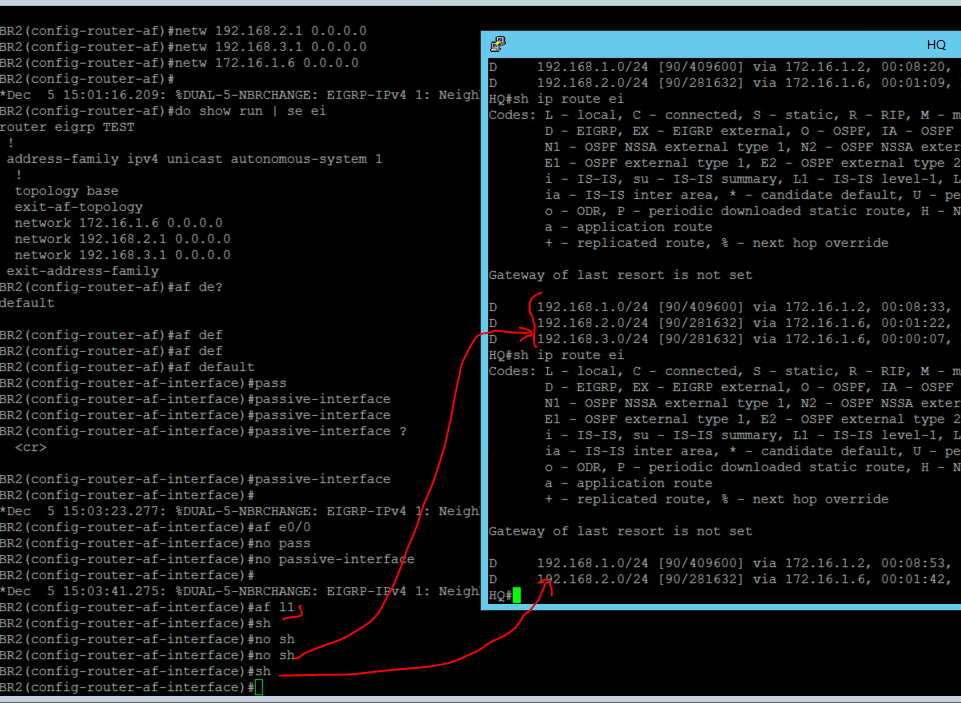 BR2(config-router-af)#netw 192.168.2.1 0.0.0.0
BR2(config-router-af)#netw 192.168.3.1 0.0.0.0
BR2(config-router-af)#netw 172.16.1.6 0.0.0.0
BR2(config-router-af)#
*Dec  5 15:01:16.209: %DUAL-5-NBRCHANGE: EIGRP-IPv4 1: Neigh
BR2(config-router-af)#do show run | se ei
router eigrp TEST
 !
 address-family ipv4 unicast autonomous-system 1
  !
  topology base
  exit-af-topology
  network 172.16.1.6 0.0.0.0
  network 192.168.2.1 0.0.0.0
  network 192.168.3.1 0.0.0.0
 exit-address-family
BR2(config-router-af)#af de?
default
BR2(config-router-af)#af def
BR2(config-router-af)#af def
BR2(config-router-af)#af default
BR2(config-router-af-interface)#pass
BR2(config-router-af-interface)#passive-interface
BR2(config-router-af-interface)#passive-interface
BR2(config-router-af-interface)#passive-interface ?
  <cr>
BR2(config-router-af-interface)#passive-interface
BR2(config-router-af-interface)#
*Dec  5 15:03:23.277: %DUAL-5-NBRCHANGE: EIGRP-IPv4 1: Neigh
BR2(config-router-af-interface)#af e0/0
BR2(config-router-af-interface)#no pass
BR2(config-router-af-interface)#no passive-interface
BR2(config-router-af-interface)#
*Dec  5 15:03:41.275: %DUAL-5-NBRCHANGE: EIGRP-IPv4 1: Neigh
BR2(config-router-af-interface)#af l1
BR2(config-router-af-interface)#sh
BR2(config-router-af-interface)#no sh
BR2(config-router-af-interface)#no sh
BR2(config-router-af-interface)#sh
BR2(config-router-af-interface)#
HQ
D     192.168.1.0/24 [90/409600] via 172.16.1.2, 00:08:20,
D     192.168.2.0/24 [90/281632] via 172.16.1.6, 00:01:09,
HQ#sh ip route ei
Codes: L - local, C - connected, S - static, R - RIP, M - m
       D - EIGRP, EX - EIGRP external, O - OSPF, IA - OSPF
       N1 - OSPF NSSA external type 1, N2 - OSPF NSSA exter
       E1 - OSPF external type 1, E2 - OSPF external type 2
       i - IS-IS, su - IS-IS summary, L1 - IS-IS level-1, L
       ia - IS-IS inter area, * - candidate default, U - pe
       o - ODR, P - periodic downloaded static route, H - N
       a - application route
       + - replicated route, % - next hop override
Gateway of last resort is not set
D     192.168.1.0/24 [90/409600] via 172.16.1.2, 00:08:33,
D     192.168.2.0/24 [90/281632] via 172.16.1.6, 00:01:22,
D     192.168.3.0/24 [90/281632] via 172.16.1.6, 00:00:07,
HQ#sh ip route ei
Codes: L - local, C - connected, S - static, R - RIP, M - m
       D - EIGRP, EX - EIGRP external, O - OSPF, IA - OSPF
       N1 - OSPF NSSA external type 1, N2 - OSPF NSSA exter
       E1 - OSPF external type 1, E2 - OSPF external type 2
       i - IS-IS, su - IS-IS summary, L1 - IS-IS level-1, L
       ia - IS-IS inter area, * - candidate default, U - pe
       o - ODR, P - periodic downloaded static route, H - N
       a - application route
       + - replicated route, % - next hop override
Gateway of last resort is not set
D     192.168.1.0/24 [90/409600] via 172.16.1.2, 00:08:53,
D     192.168.2.0/24 [90/281632] via 172.16.1.6, 00:01:42,
HQ#